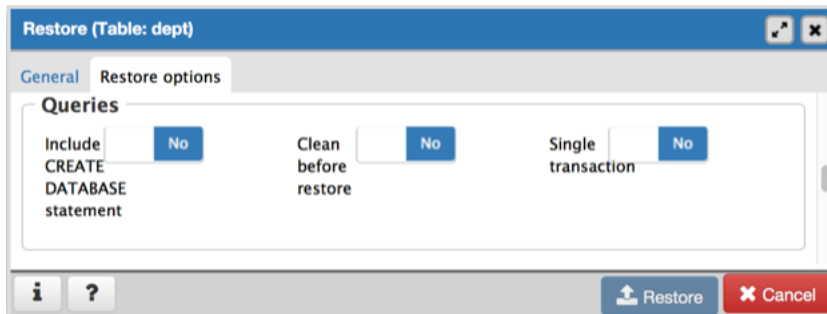 Restore (Table: dept)
General Restore options
Queries
Include No
CREATE
DATABASE
statement
Clean No
before
restore
Single No
transaction
i ? Restore Cancel